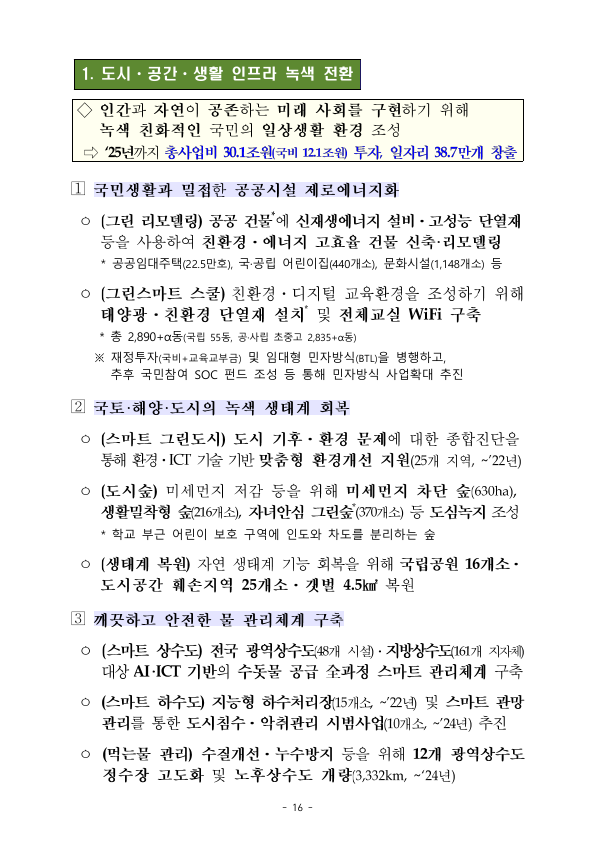 1. 도시·공간·생활 인프라 녹색 전환
◇ 인간과 자연이 공존하는 미래 사회를 구현하기 위해
녹색 친화적인 국민의 일상생활 환경 조성
⇨ ‘25년까지 총사업비 30.1조원(국비 12.1조원) 투자, 일자리 38.7만개 창출
1 국민생활과 밀접한 공공시설 제로에너지화
ㅇ (그린 리모델링) 공공 건물*에 신재생에너지 설비·고성능 단열재
등을 사용하여 친환경·에너지 고효율 건물 신축·리모델링
* 공공임대주택(22.5만호), 국·공립 어린이집(440개소), 문화시설(1,148개소) 등
ㅇ (그린스마트 스쿨) 친환경·디지털 교육환경을 조성하기 위해
태양광·친환경 단열재 설치* 및 전체교실 WiFi 구축
* 총 2,890+α동(국립 55동, 공·사립 초중고 2,835+α동)
※ 재정투자(국비+교육교부금) 및 임대형 민자방식(BTL)을 병행하고,
추후 국민참여 SOC 펀드 조성 등 통해 민자방식 사업확대 추진
2 국토·해양·도시의 녹색 생태계 회복
ㅇ (스마트 그린도시) 도시 기후·환경 문제에 대한 종합진단을
통해 환경·ICT 기술 기반 맞춤형 환경개선 지원(25개 지역, ~’22년)
ㅇ (도시숲) 미세먼지 저감 등을 위해 미세먼지 차단 숲(630ha),
생활밀착형 숲(216개소), 자녀안심 그린숲*(370개소) 등 도심녹지 조성
* 학교 부근 어린이 보호 구역에 인도와 차도를 분리하는 숲
ㅇ (생태계 복원) 자연 생태계 기능 회복을 위해 국립공원 16개소·
도시공간 훼손지역 25개소·갯벌 4.5㎢ 복원
3 깨끗하고 안전한 물 관리체계 구축
ㅇ (스마트 상수도) 전국 광역상수도(48개 시설)·지방상수도(161개 지자체)
대상 AI·ICT 기반의 수돗물 공급 全과정 스마트 관리체계 구축
ㅇ (스마트 하수도) 지능형 하수처리장(15개소, ~’22년) 및 스마트 관망
관리를 통한 도시침수·악취관리 시범사업(10개소, ~’24년) 추진
ㅇ (먹는물 관리) 수질개선·누수방지 등을 위해 12개 광역상수도
정수장 고도화 및 노후상수도 개량(3,332km, ~‘24년)
- 16 -